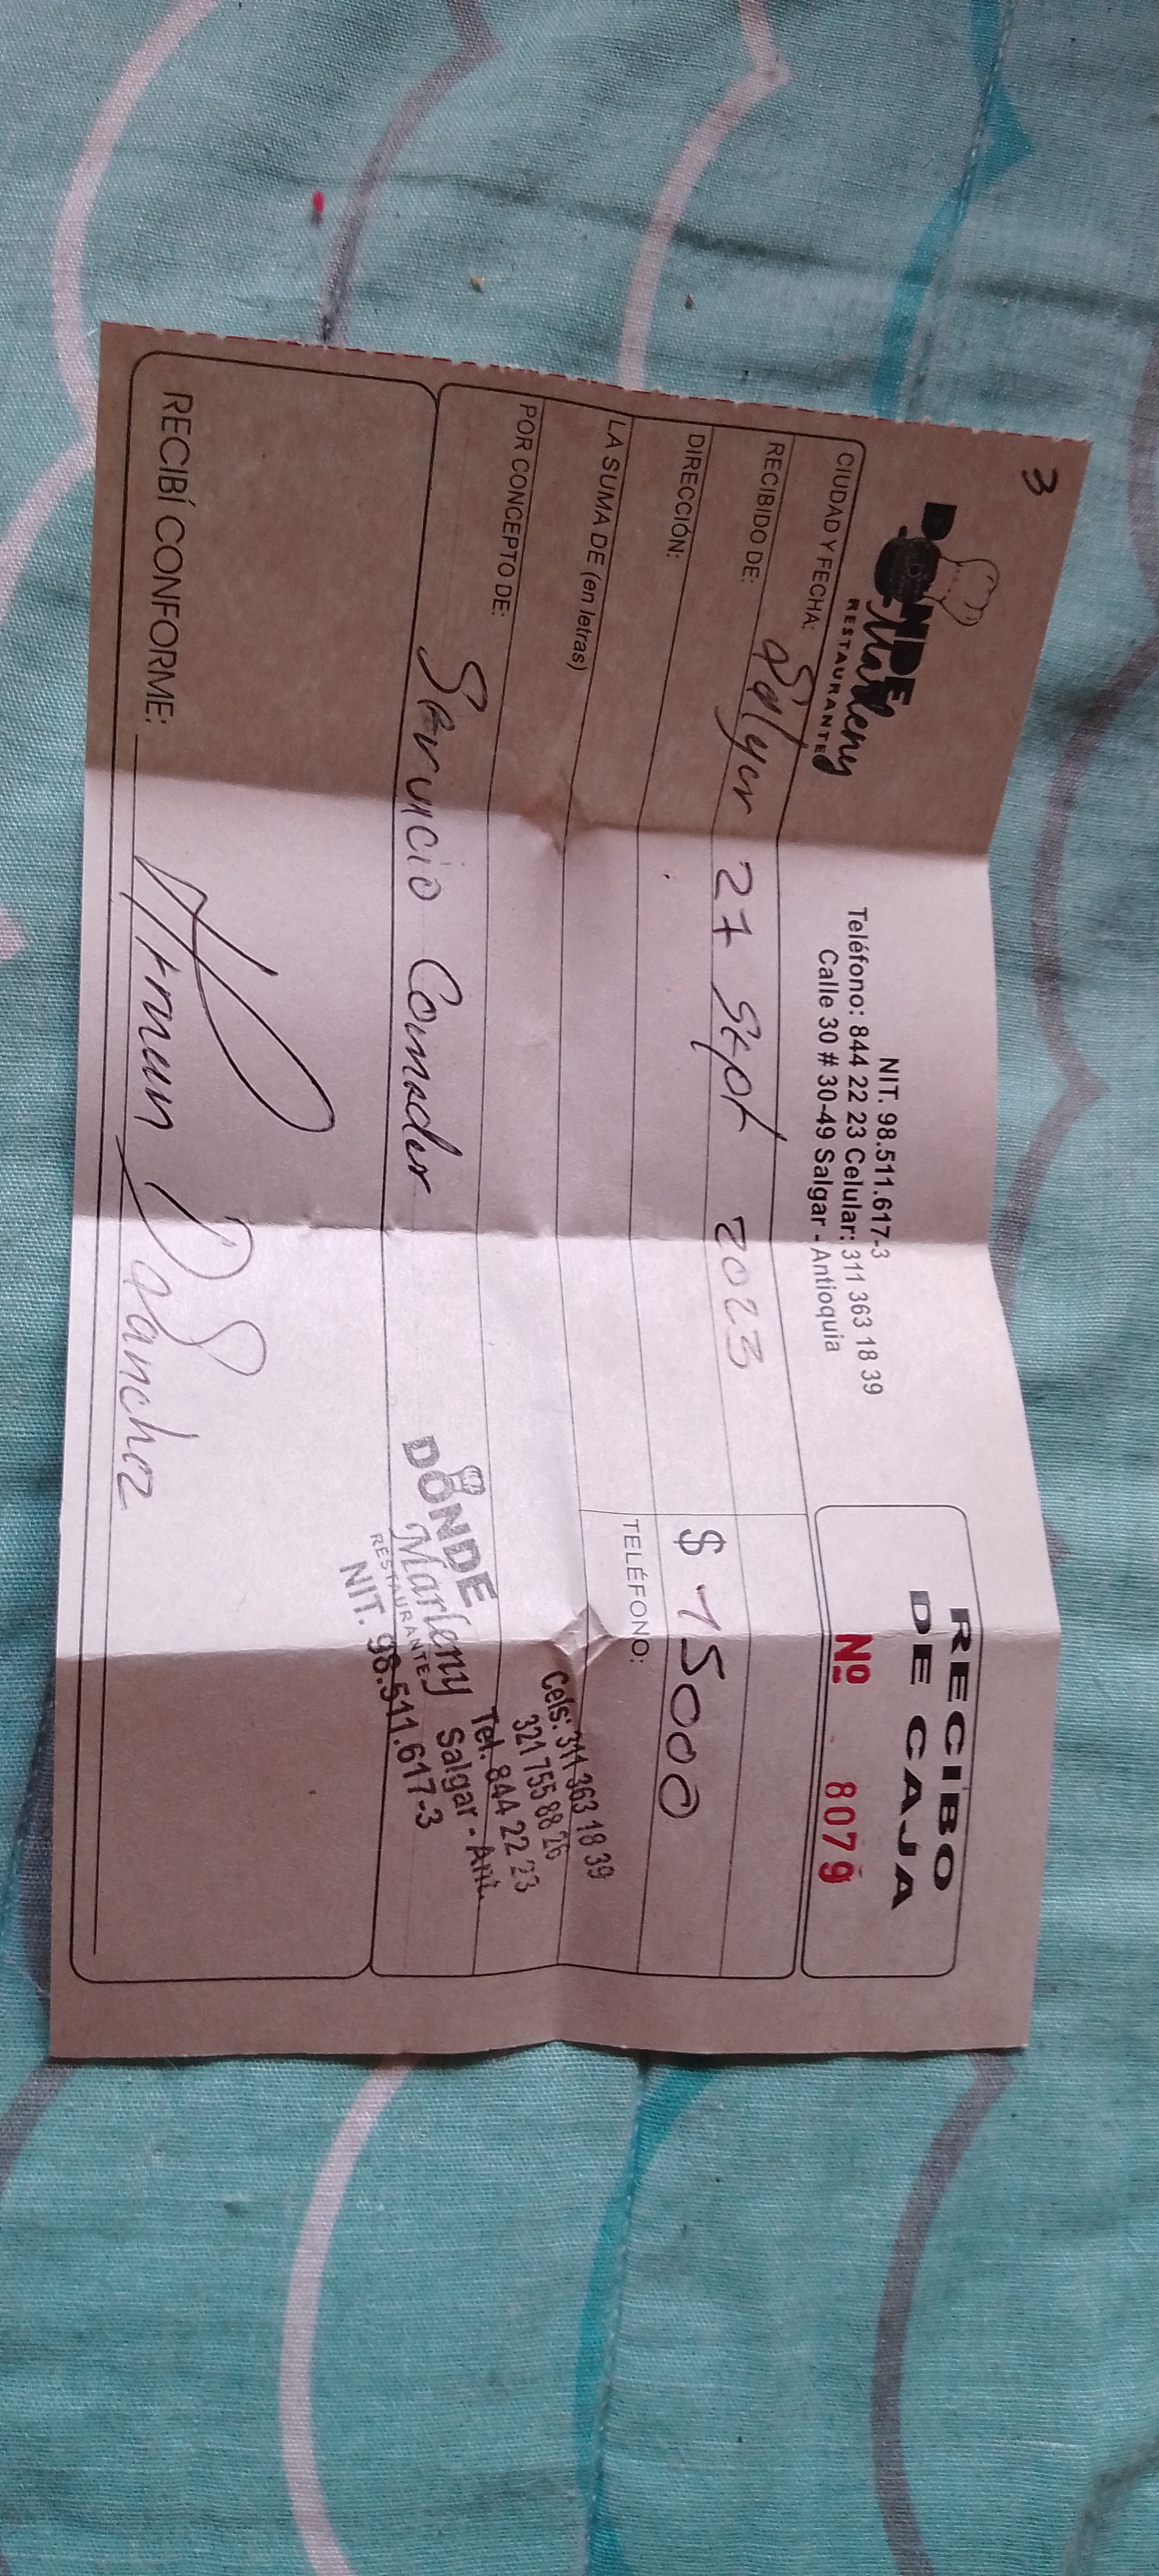 3
DONDE
Marleny
RESTAURANTE
NIT. 98.511.617-3
Teléfono: 844 22 23 Celular: 311 363 18 39
Calle 30 # 30-49 Salgar - Antioquia
RECIBO
DE CAJA
Nº 8079
CIUDAD Y FECHA: Salgar 27 Sept 2023
RECIBIDO DE: $ 75000
DIRECCIÓN: TELÉFONO:
LA SUMA DE (en letras)
POR CONCEPTO DE:
Servicio Comedor
DONDE
Marleny
RESTAURANTE
NIT. 98.511.617-3
Cels: 311 363 18 39
321 755 88 26
Tel. 844 22 23
Salgar - Ant.
RECIBÍ CONFORME: Hernan D Sanchez